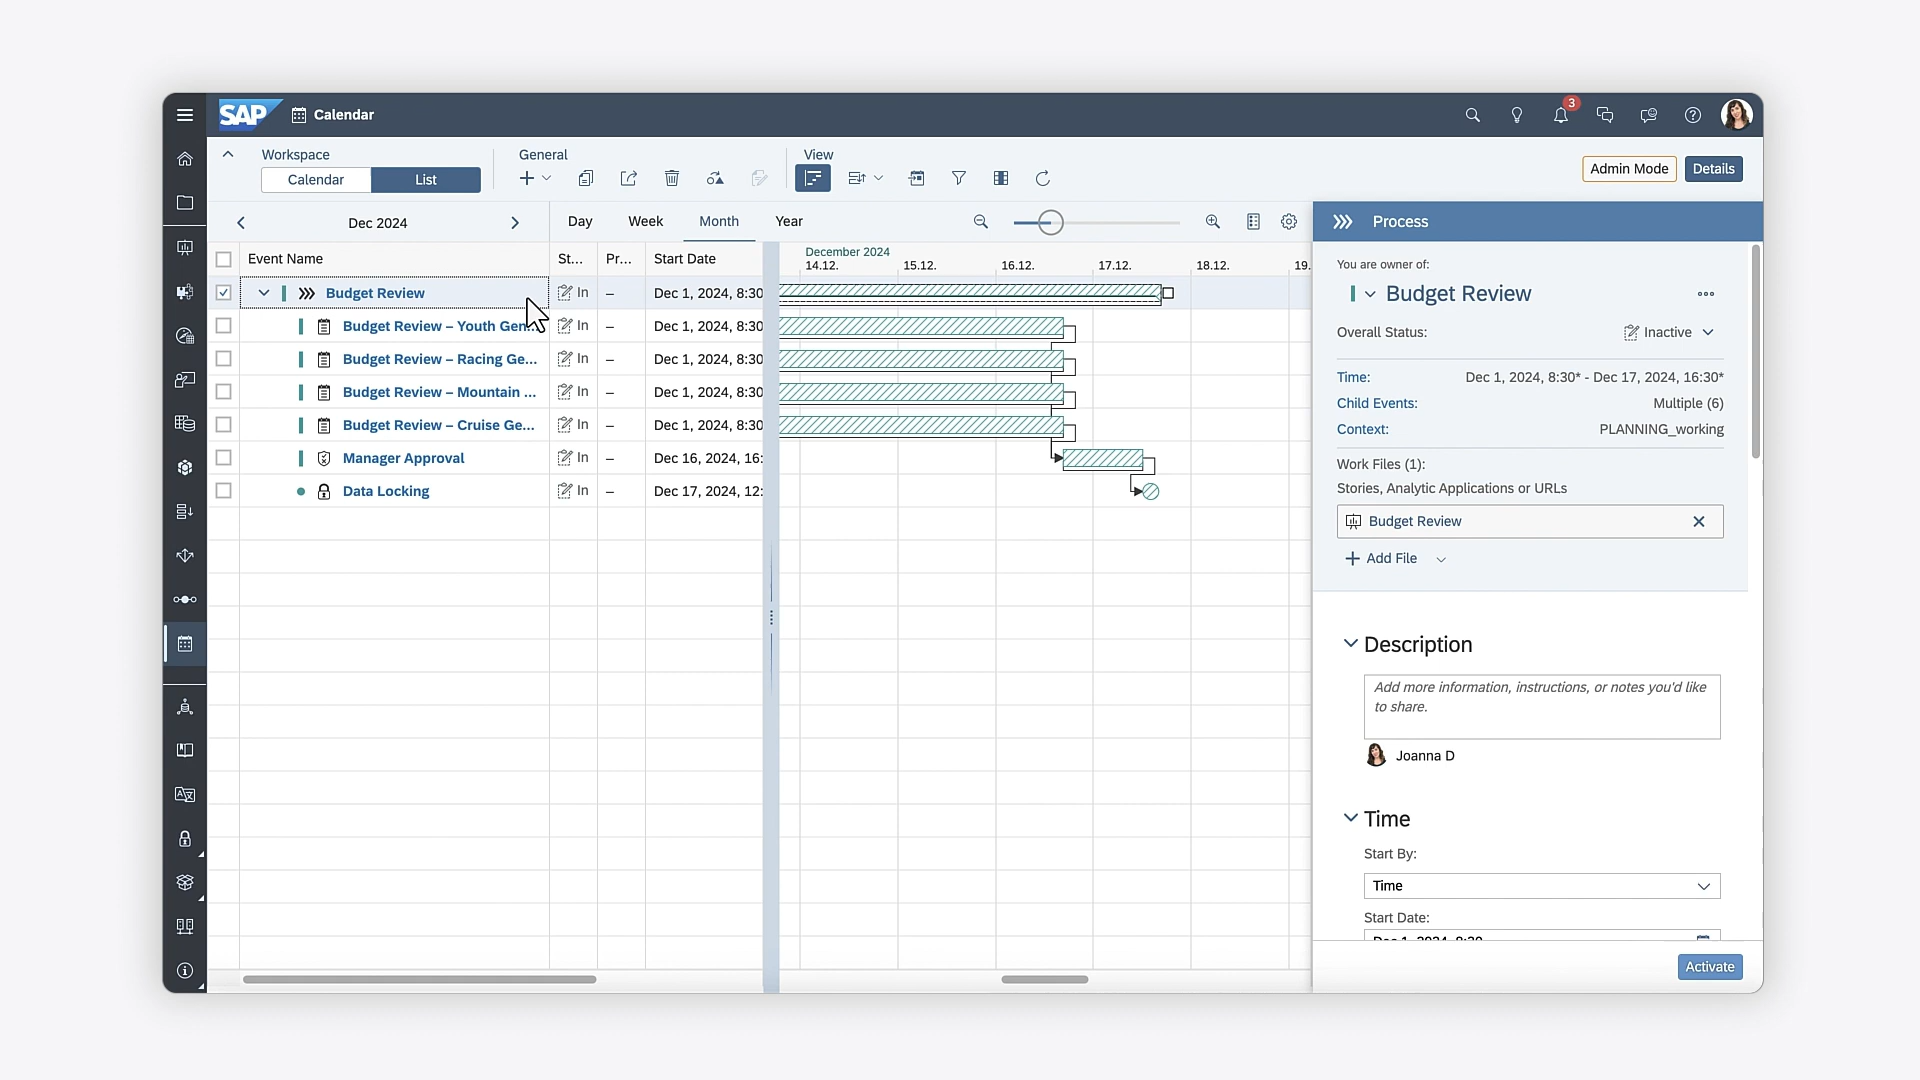 SAP Calendar
3
Workspace General View
Calendar List
Admin Mode Details
Dec 2024
Day Week Month Year
Process
Event Name St... Pr... Start Date
December 2024
14.12. 15.12. 16.12. 17.12. 18.12. 19.
Budget Review In – Dec 1, 2024, 8:30
Budget Review – Youth Gen... In – Dec 1, 2024, 8:30
Budget Review – Racing Ge... In – Dec 1, 2024, 8:30
Budget Review – Mountain ... In – Dec 1, 2024, 8:30
Budget Review – Cruise Ge... In – Dec 1, 2024, 8:30
Manager Approval In – Dec 16, 2024, 16:
Data Locking In – Dec 17, 2024, 12:
You are owner of:
Budget Review
Overall Status: Inactive
Time: Dec 1, 2024, 8:30* - Dec 17, 2024, 16:30*
Child Events: Multiple (6)
Context: PLANNING_working
Work Files (1):
Stories, Analytic Applications or URLs
Budget Review
Add File
Description
Add more information, instructions, or notes you'd like
to share.
Joanna D
Time
Start By:
Time
Start Date:
Dec 1, 2024, 8:30
Activate